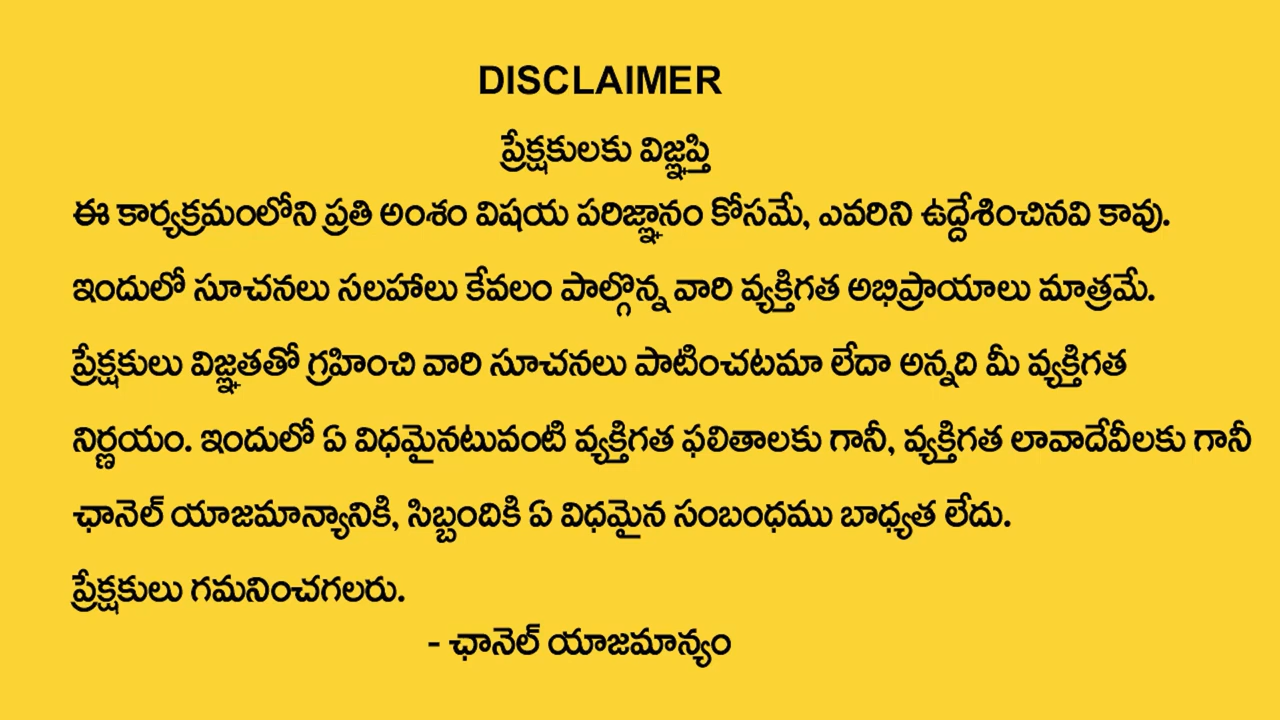 DISCLAIMER
ప్రేక్షకులకు విజ్ఞప్తి
ఈ కార్యక్రమంలోని ప్రతి అంశం విషయ పరిజ్ఞానం కోసమే, ఎవరిని ఉద్దేశించినవి కావు.
ఇందులో సూచనలు సలహాలు కేవలం పాల్గొన్న వారి వ్యక్తిగత అభిప్రాయాలు మాత్రమే.
ప్రేక్షకులు విజ్ఞతతో గ్రహించి వారి సూచనలు పాటించటమా లేదా అన్నది మీ వ్యక్తిగత
నిర్ణయం. ఇందులో ఏ విధమైనటువంటి వ్యక్తిగత ఫలితాలకు గానీ, వ్యక్తిగత లావాదేవీలకు గానీ
ఛానెల్ యాజమాన్యానికి, సిబ్బందికి ఏ విధమైన సంబంధము బాధ్యత లేదు.
ప్రేక్షకులు గమనించగలరు.
- ఛానెల్ యాజమాన్యం